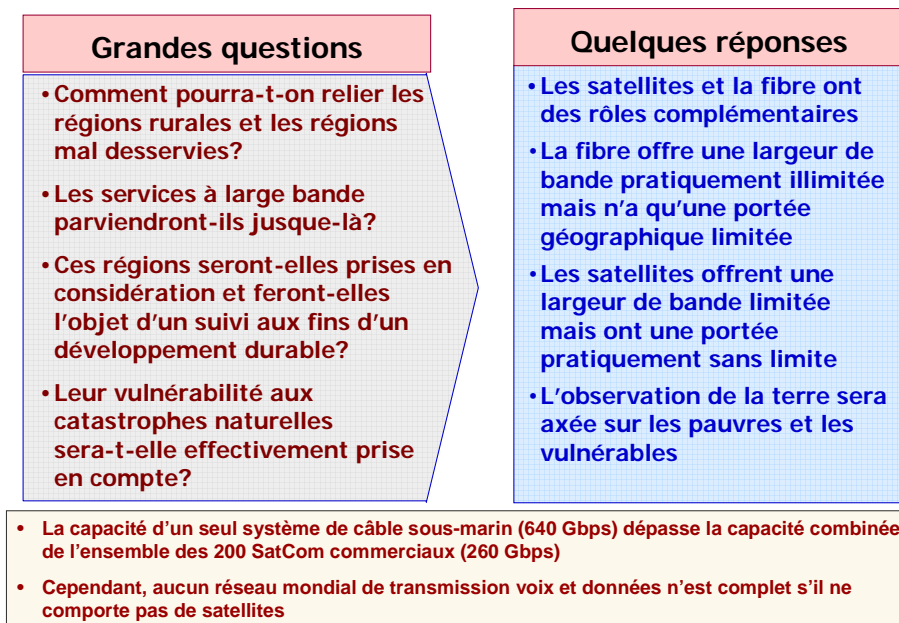 Grandes questions
• Comment pourra-t-on relier les
régions rurales et les régions
mal desservies?
• Les services à large bande
parviendront-ils jusque-là?
• Ces régions seront-elles prises en
considération et feront-elles
l'objet d'un suivi aux fins d'un
développement durable?
• Leur vulnérabilité aux
catastrophes naturelles
sera-t-elle effectivement prise
en compte?
Quelques réponses
• Les satellites et la fibre ont
des rôles complémentaires
• La fibre offre une largeur de
bande pratiquement illimitée
mais n'a qu'une portée
géographique limitée
• Les satellites offrent une
largeur de bande limitée
mais ont une portée
pratiquement sans limite
• L'observation de la terre sera
axée sur les pauvres et les
vulnérables
• La capacité d'un seul système de câble sous-marin (640 Gbps) dépasse la capacité combinée
de l'ensemble des 200 SatCom commerciaux (260 Gbps)
• Cependant, aucun réseau mondial de transmission voix et données n'est complet s'il ne
comporte pas de satellites